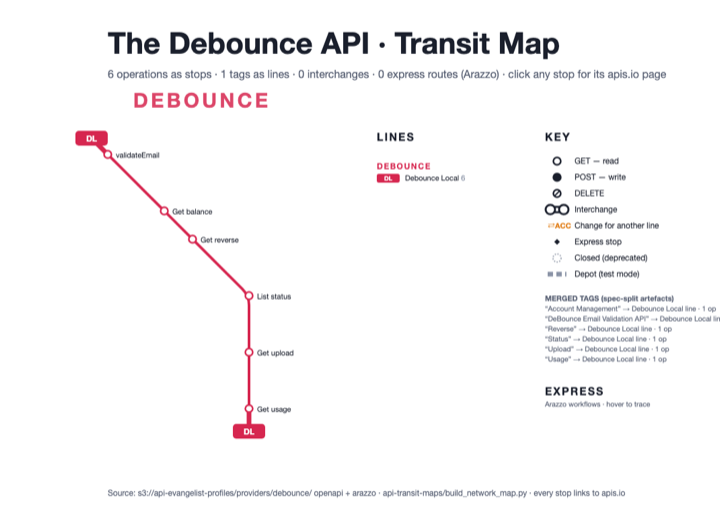 The Debounce API · Transit Map
6 operations as stops · 1 tags as lines · 0 interchanges · 0 express routes (Arazzo) · click any stop for its apis.io page
DEBOUNCE
DL
validateEmail
Get balance
Get reverse
List status
Get upload
Get usage
DL
LINES
DEBOUNCE
DL Debounce Local 6
KEY
GET — read
POST — write
DELETE
Interchange
⇄ACC Change for another line
Express stop
Closed (deprecated)
Depot (test mode)
MERGED TAGS (spec-split artefacts)
"Account Management" → Debounce Local line · 1 op
"DeBounce Email Validation API" → Debounce Local lin
"Reverse" → Debounce Local line · 1 op
"Status" → Debounce Local line · 1 op
"Upload" → Debounce Local line · 1 op
"Usage" → Debounce Local line · 1 op
EXPRESS
Arazzo workflows · hover to trace
Source: s3://api-evangelist-profiles/providers/debounce/ openapi + arazzo · api-transit-maps/build_network_map.py · every stop links to apis.io